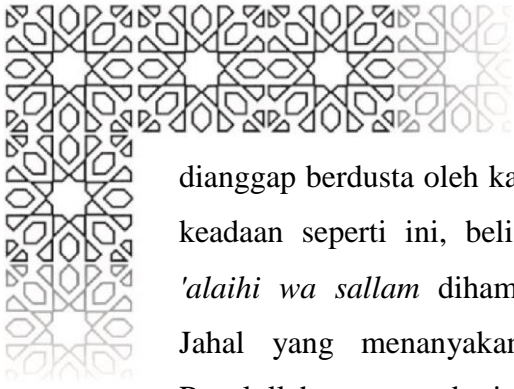 dianggap berdusta oleh ka
keadaan seperti ini, beli
'alaihi wa sallam diham
Jahal yang menanyakan